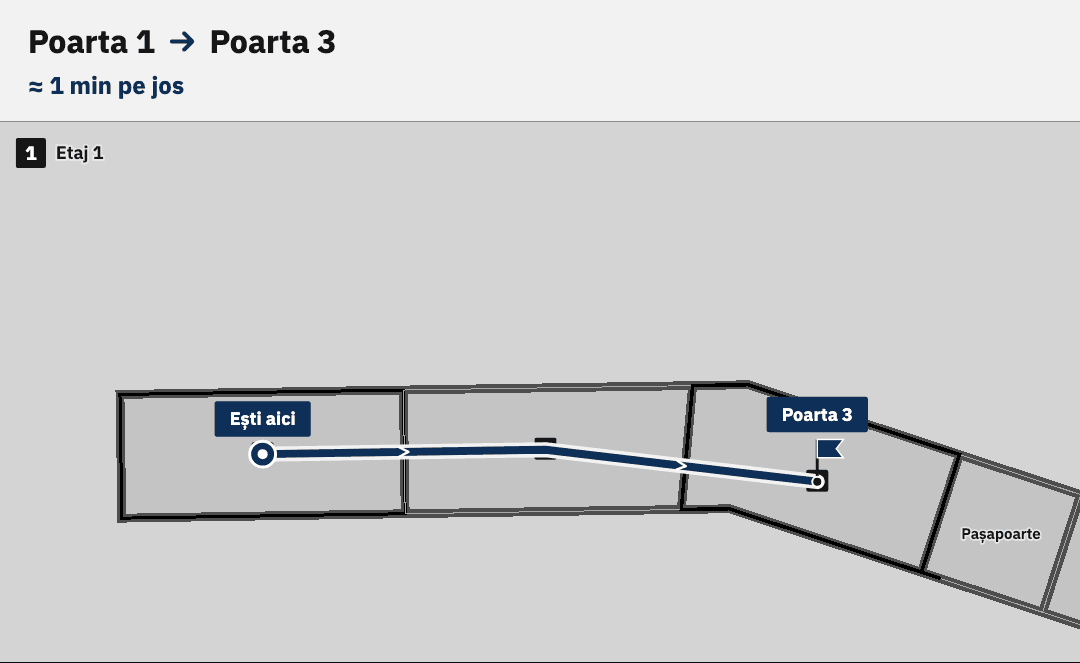 Poarta 1 → Poarta 3
≈ 1 min pe jos
1 Etaj 1
Ești aici
Poarta 3
Pașapoarte